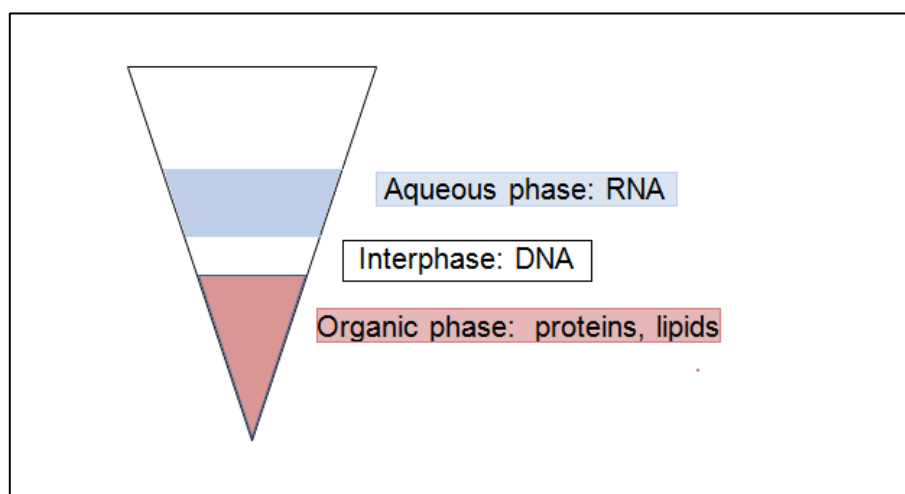 Aqueous phase: RNA
Interphase: DNA
Organic phase:  proteins, lipids